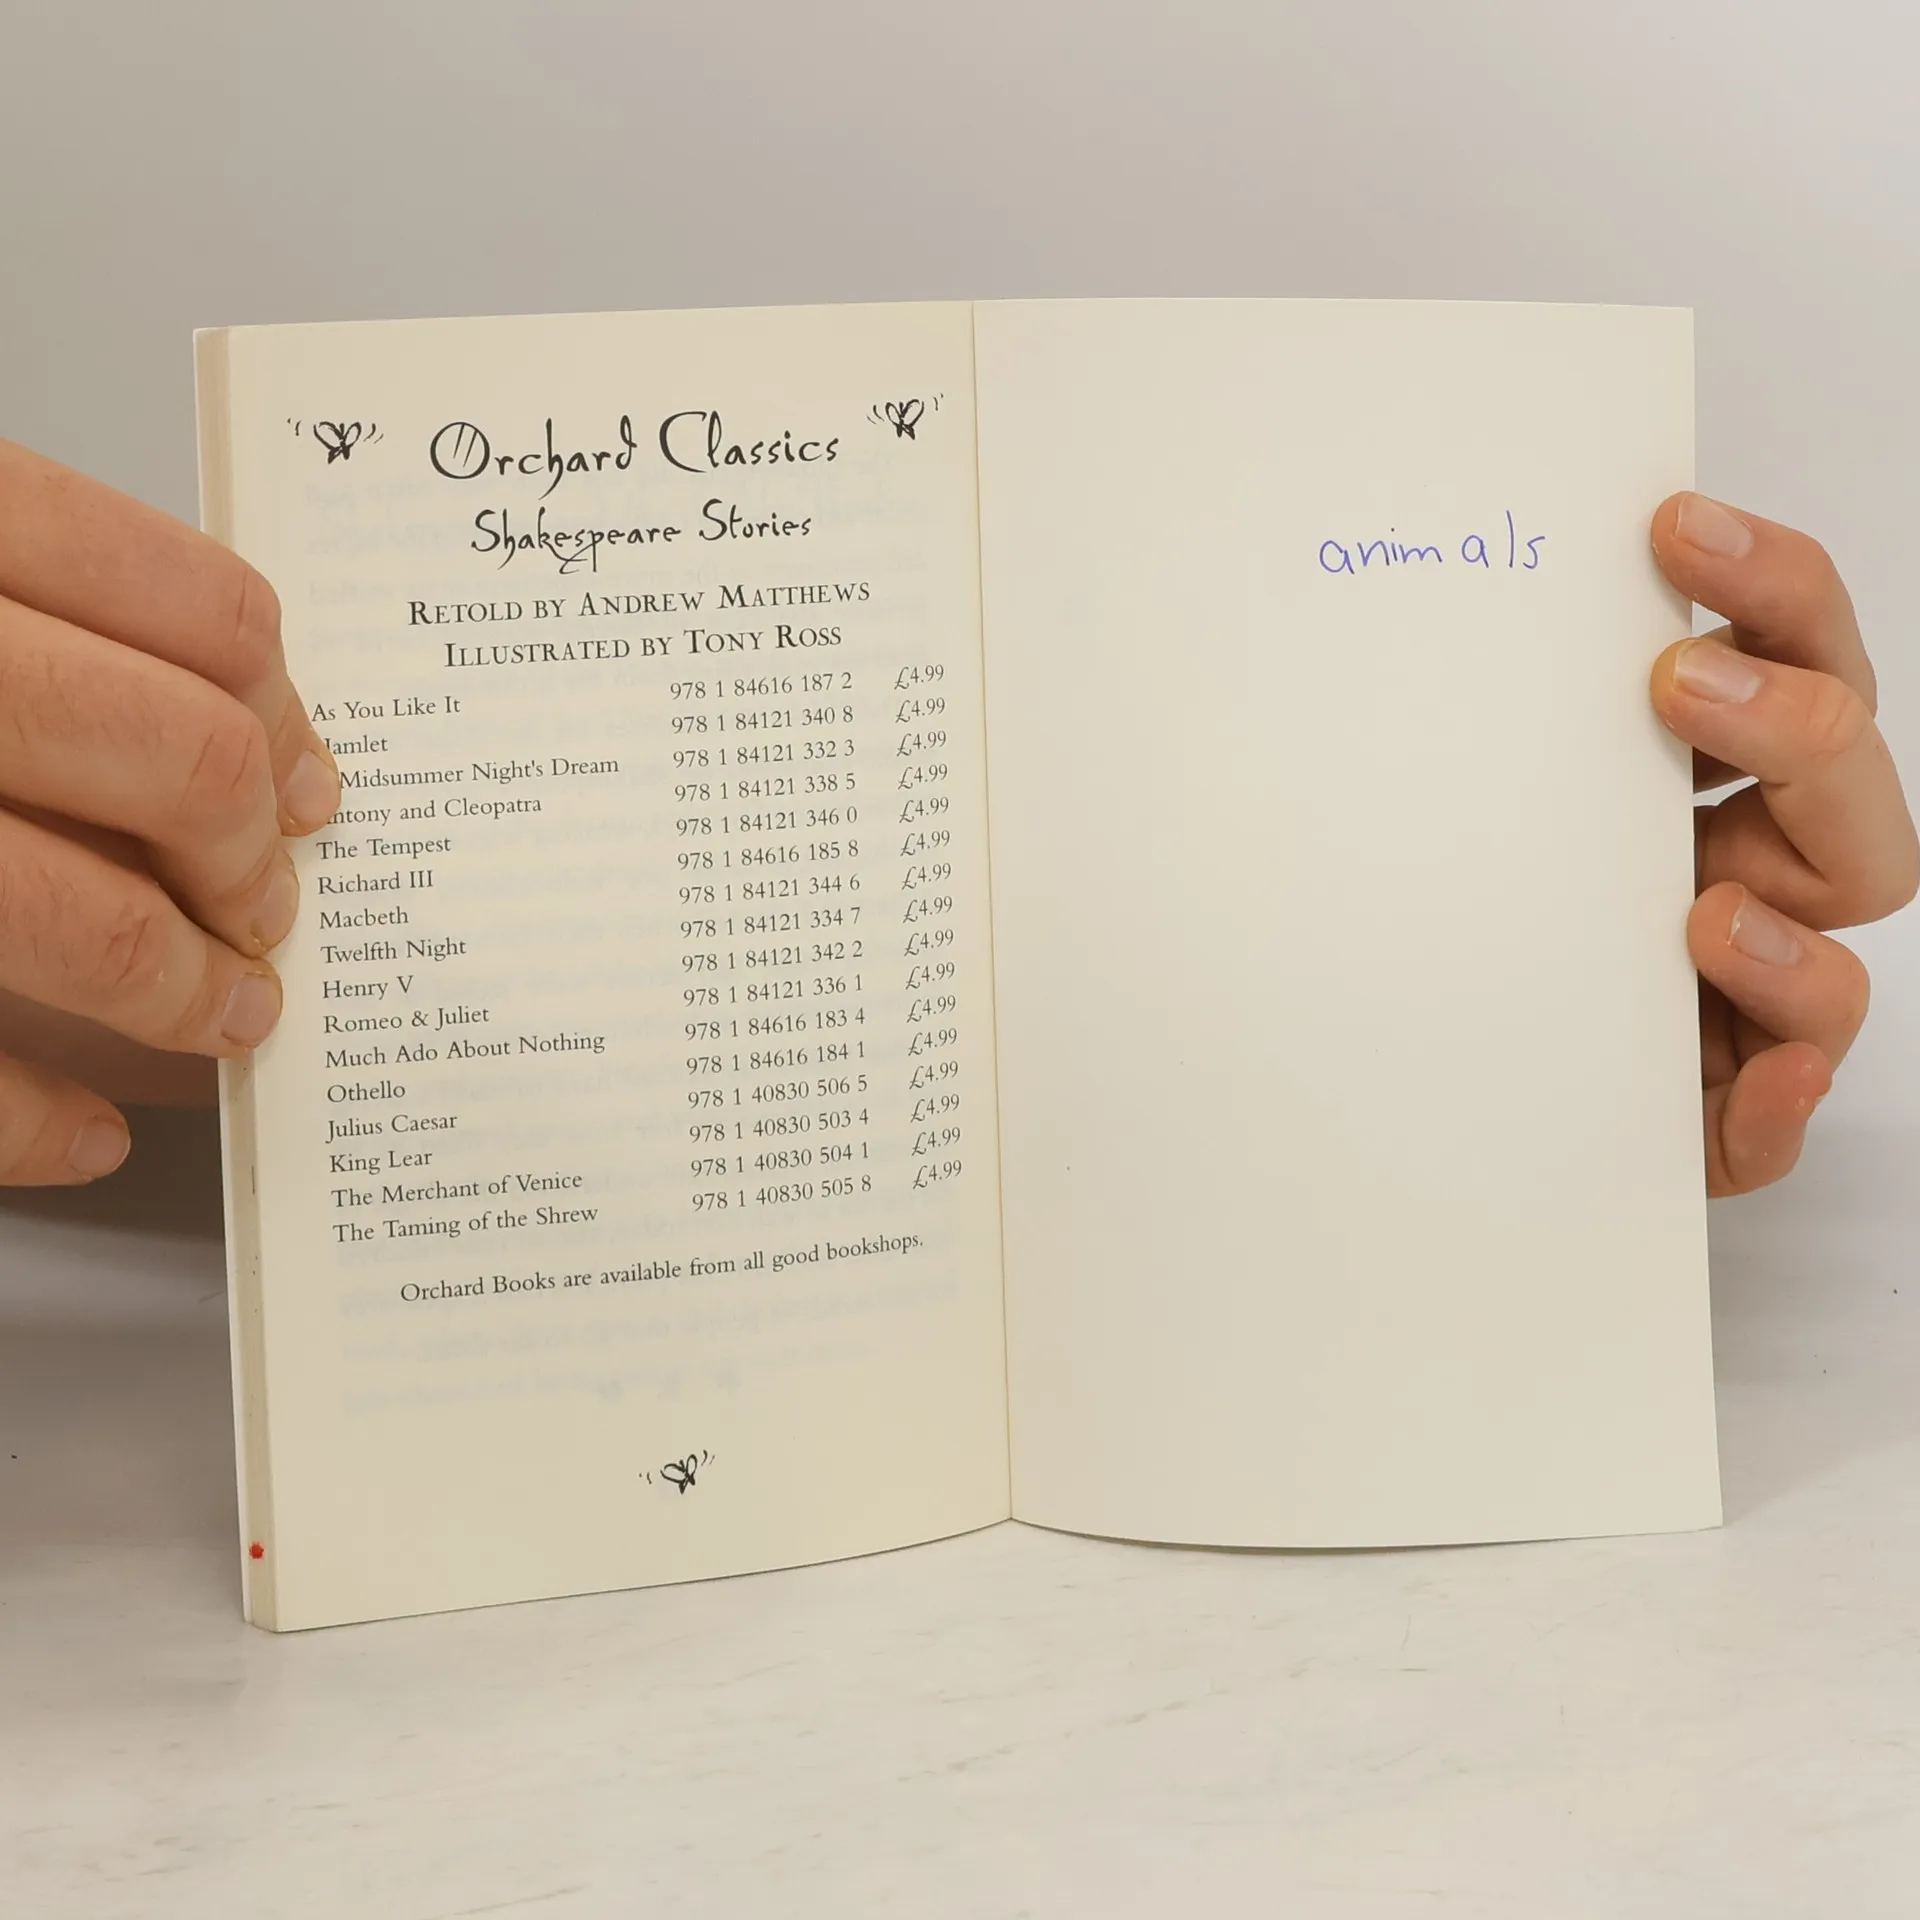 Orchard Classics
Shakespeare Stories
RETOLD BY ANDREW MATTHEWS
ILLUSTRATED BY TONY ROSS
As You Like It 978 1 84616 187 2 £4.99
Hamlet 978 1 84121 340 8 £4.99
Midsummer Night's Dream 978 1 84121 332 3 £4.99
Antony and Cleopatra 978 1 84121 338 5 £4.99
The Tempest 978 1 84121 346 0 £4.99
Richard III 978 1 84616 185 8 £4.99
Macbeth 978 1 84121 344 6 £4.99
Twelfth Night 978 1 84121 334 7 £4.99
Henry V 978 1 84121 342 2 £4.99
Romeo & Juliet 978 1 84121 336 1 £4.99
Much Ado About Nothing 978 1 84616 183 4 £4.99
Othello 978 1 84616 184 1 £4.99
Julius Caesar 978 1 40830 506 5 £4.99
King Lear 978 1 40830 503 4 £4.99
The Merchant of Venice 978 1 40830 504 1 £4.99
The Taming of the Shrew 978 1 40830 505 8 £4.99
Orchard Books are available from all good bookshops.
animals